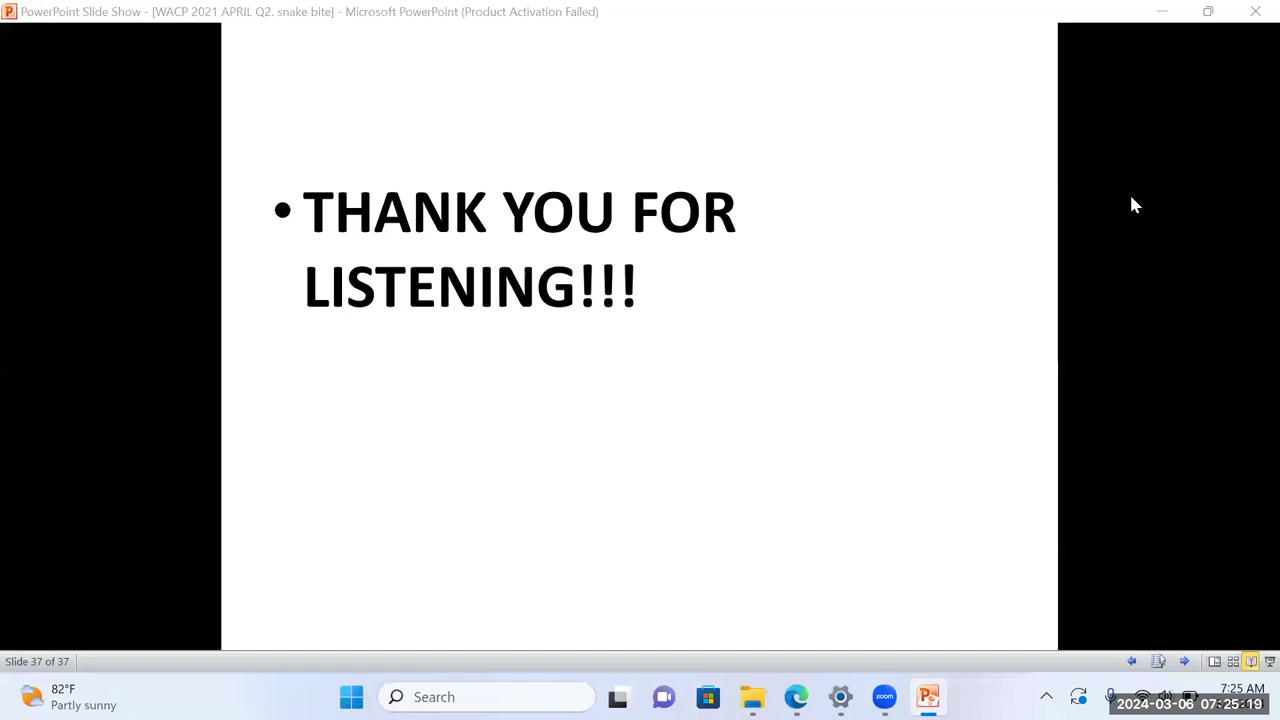 PowerPoint Slide Show - [WACP 2021 APRIL Q2. snake bite] - Microsoft PowerPoint (Product Activation Failed)
• THANK YOU FOR
LISTENING!!!
Slide 37 of 37
82°F
Partly sunny
Search
zoom
7:25 AM
2024-03-06 07:25:19